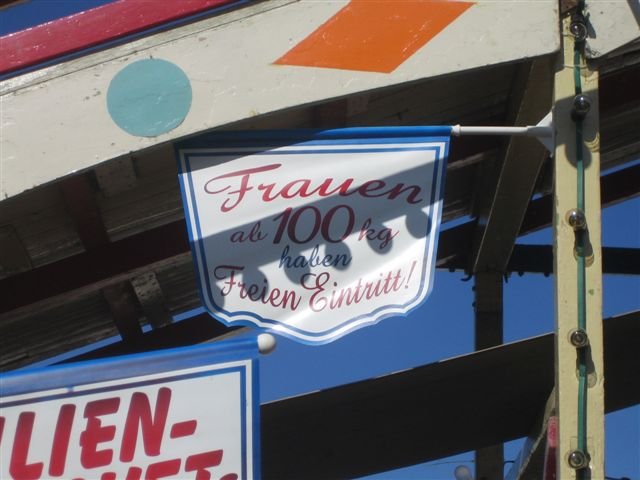 Frauen
ab 100 kg
haben
Freien Eintritt!
LIEN-